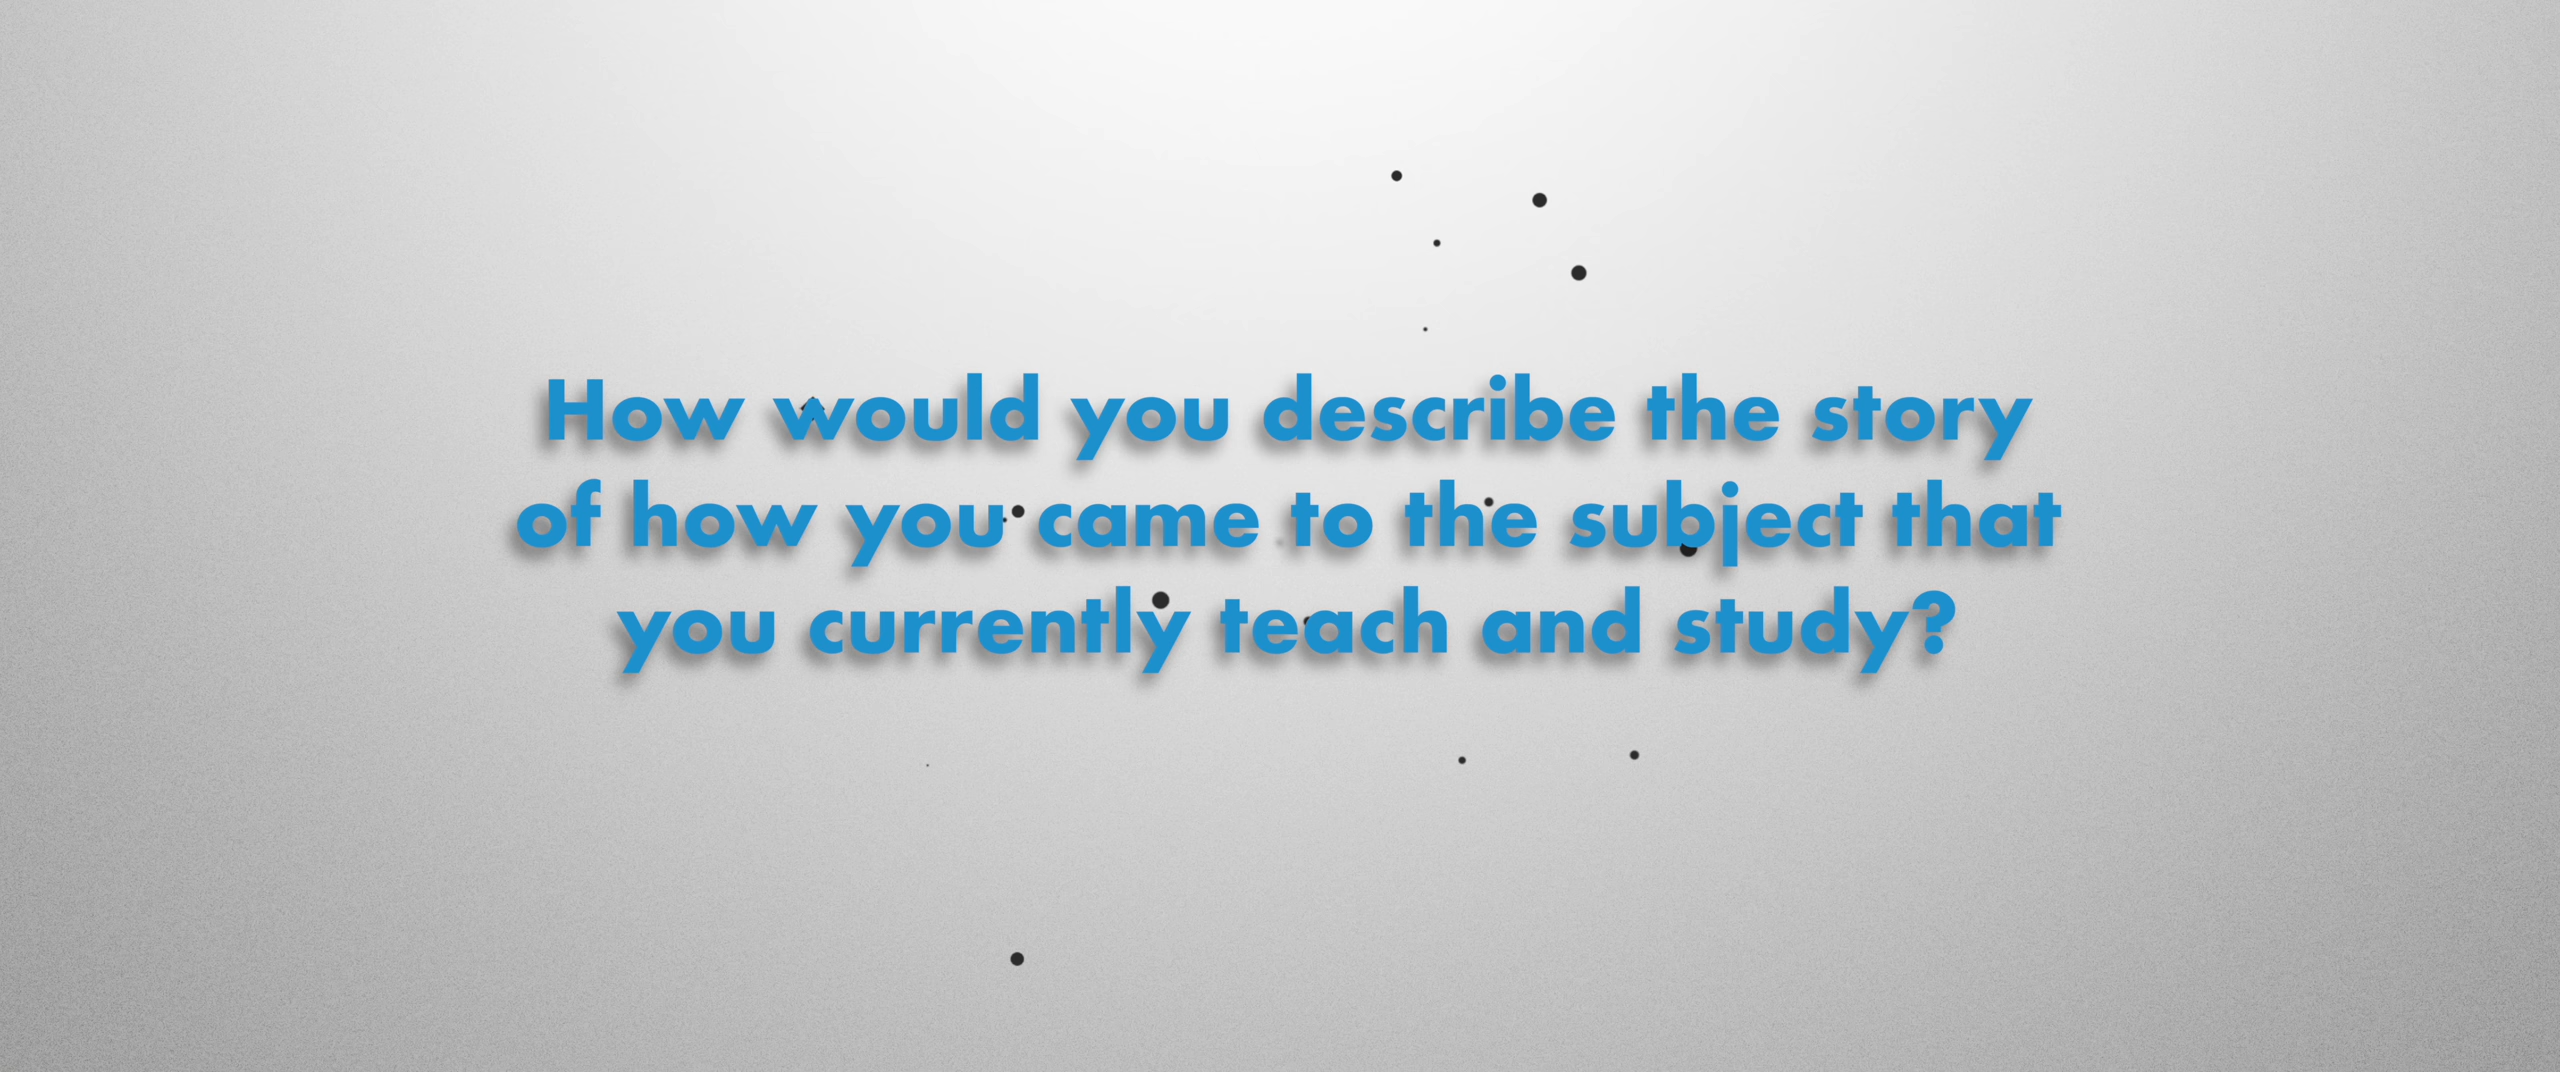 How would you describe the story
of how you came to the subject that
you currently teach and study?